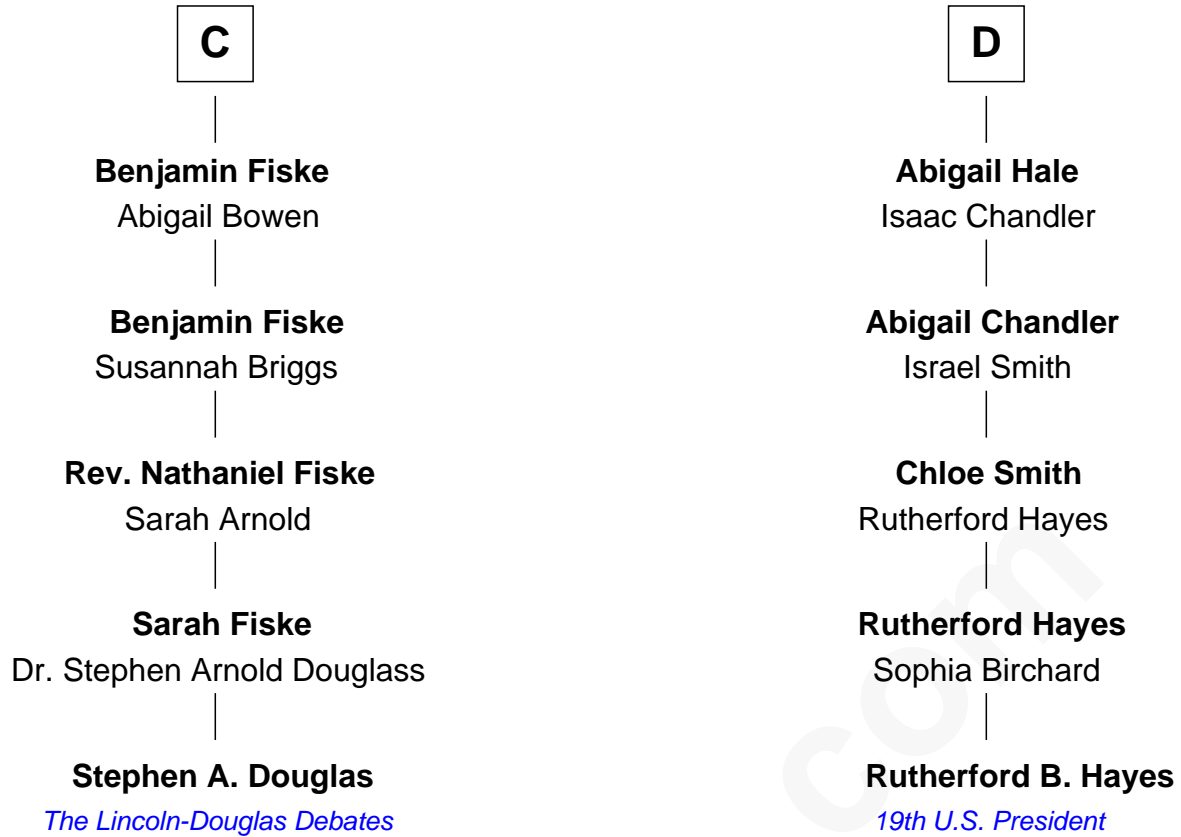 C
Benjamin Fiske
Abigail Bowen
Benjamin Fiske
Susannah Briggs
Rev. Nathaniel Fiske
Sarah Arnold
Sarah Fiske
Dr. Stephen Arnold Douglass
Stephen A. Douglas
The Lincoln-Douglas Debates
D
Abigail Hale
Isaac Chandler
Abigail Chandler
Israel Smith
Chloe Smith
Rutherford Hayes
Rutherford Hayes
Sophia Birchard
Rutherford B. Hayes
19th U.S. President
com